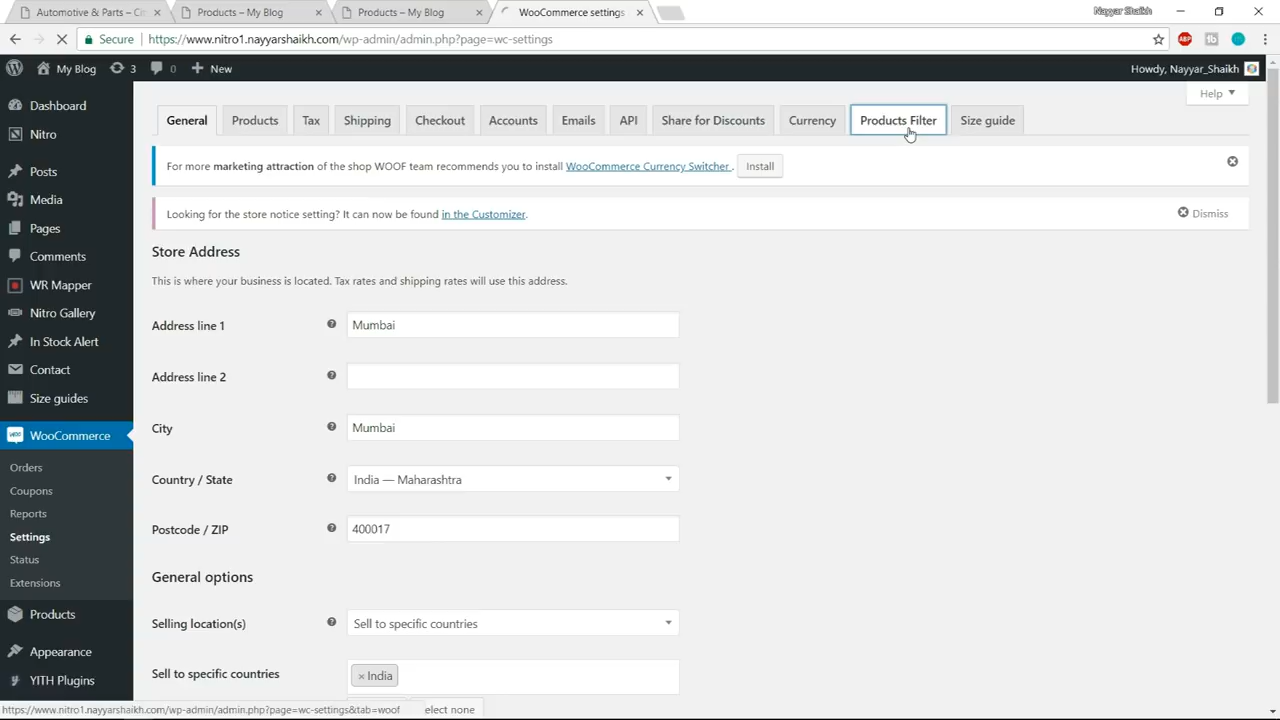 Automotive & Parts – Ci
Products – My Blog
Products – My Blog
WooCommerce settings
Nayyar Shaikh
Secure
https://www.nitro1.nayyarshaikh.com/wp-admin/admin.php?page=wc-settings
ABP
tb
My Blog
3
0
New
Howdy, Nayyar_Shaikh
Help
Dashboard
Nitro
Posts
Media
Pages
Comments
WR Mapper
Nitro Gallery
In Stock Alert
Contact
Size guides
WooCommerce
Orders
Coupons
Reports
Settings
Status
Extensions
Products
Appearance
YITH Plugins
General
Products
Tax
Shipping
Checkout
Accounts
Emails
API
Share for Discounts
Currency
Products Filter
Size guide
For more marketing attraction of the shop WOOF team recommends you to install WooCommerce Currency Switcher .
Install
Looking for the store notice setting? It can now be found in the Customizer.
Dismiss
Store Address
This is where your business is located. Tax rates and shipping rates will use this address.
Address line 1
Mumbai
Address line 2
City
Mumbai
Country / State
India — Maharashtra
Postcode / ZIP
400017
General options
Selling location(s)
Sell to specific countries
Sell to specific countries
× India
elect none
https://www.nitro1.nayyarshaikh.com/wp-admin/admin.php?page=wc-settings&tab=woof